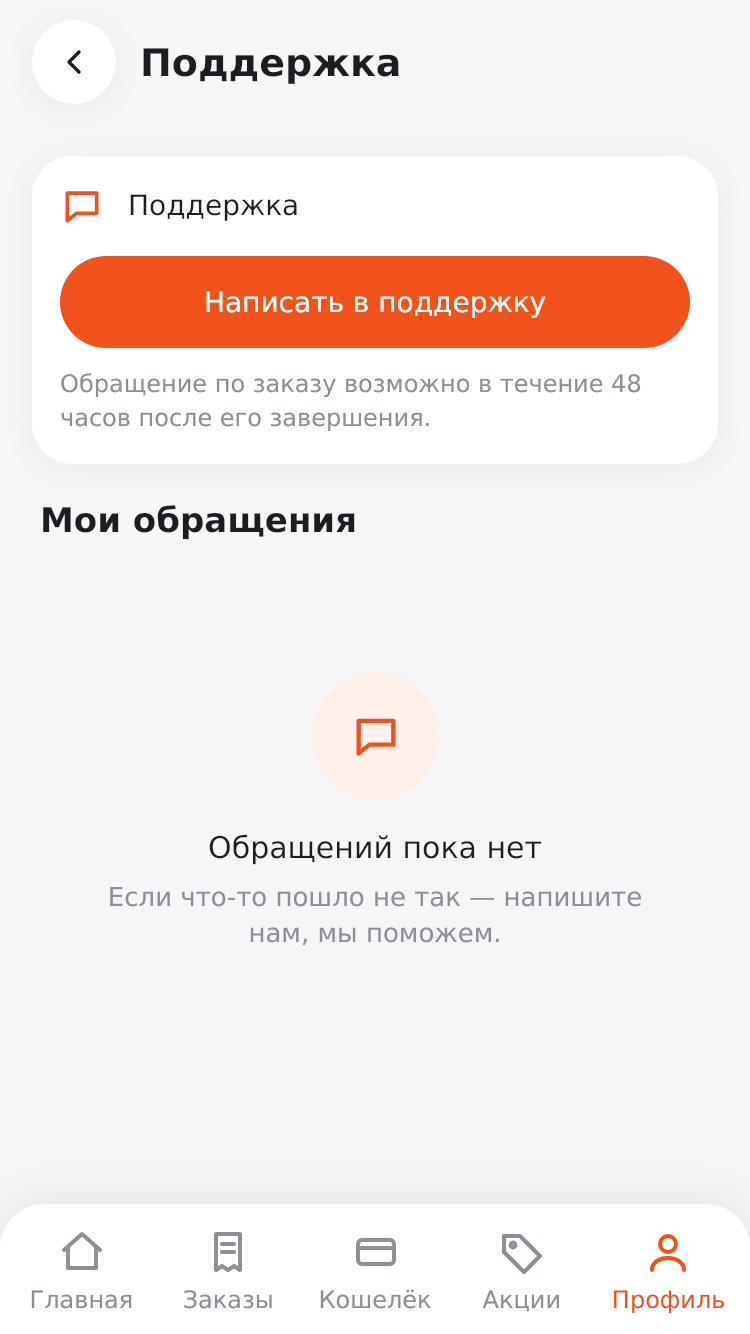 Поддержка
Поддержка
Написать в поддержку
Обращение по заказу возможно в течение 48
часов после его завершения.
Мои обращения
Обращений пока нет
Если что-то пошло не так — напишите
нам, мы поможем.
Главная
Заказы
Кошелёк
Акции
Профиль